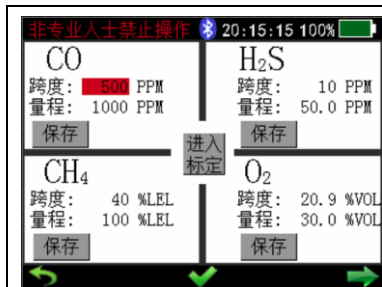 非专业人士禁止操作 20:15:15 100%
CO
跨度: 500 PPM
量程: 1000 PPM
保存
H₂S
跨度: 10 PPM
量程: 50.0 PPM
保存
进入
标定
CH₄
跨度: 40 %LEL
量程: 100 %LEL
保存
O₂
跨度: 20.9 %VOL
量程: 30.0 %VOL
保存